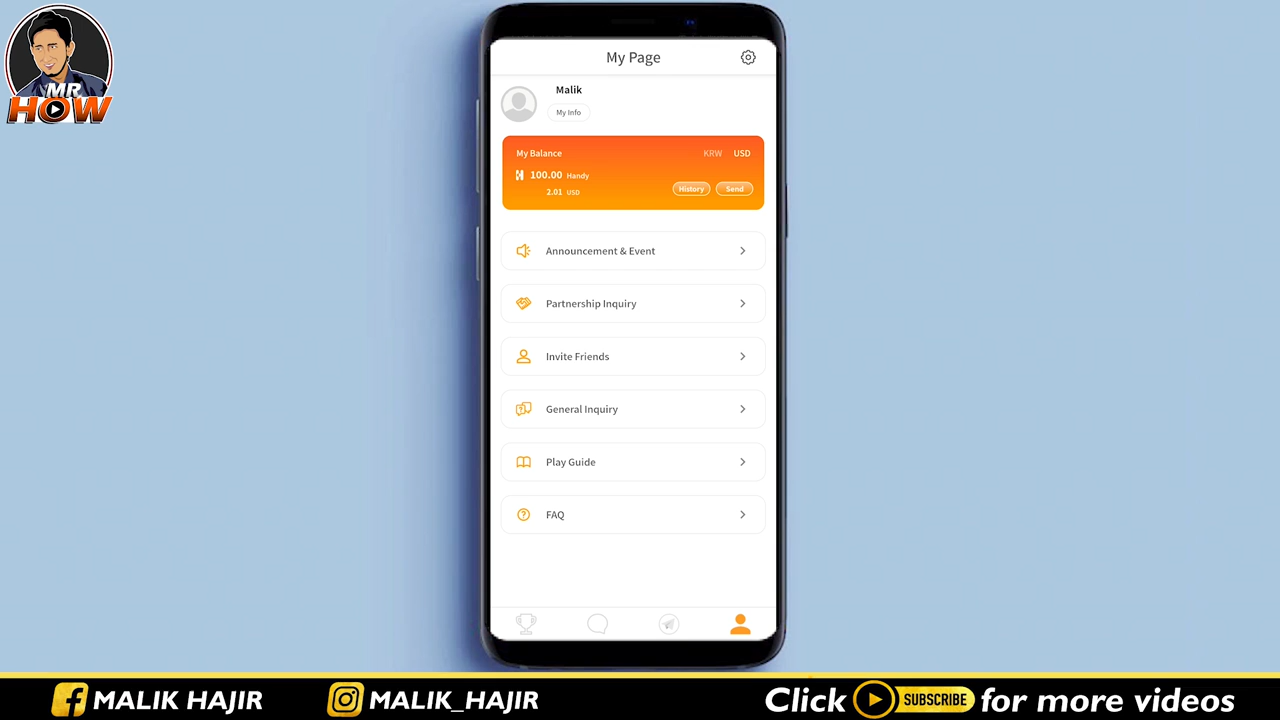 MR
HOW
My Page
Malik
My Info
My Balance
KRW USD
100.00 Handy
2.01 USD
History Send
Announcement & Event
Partnership Inquiry
Invite Friends
General Inquiry
Play Guide
FAQ
MALIK HAJIR
MALIK_HAJIR
Click SUBSCRIBE for more videos